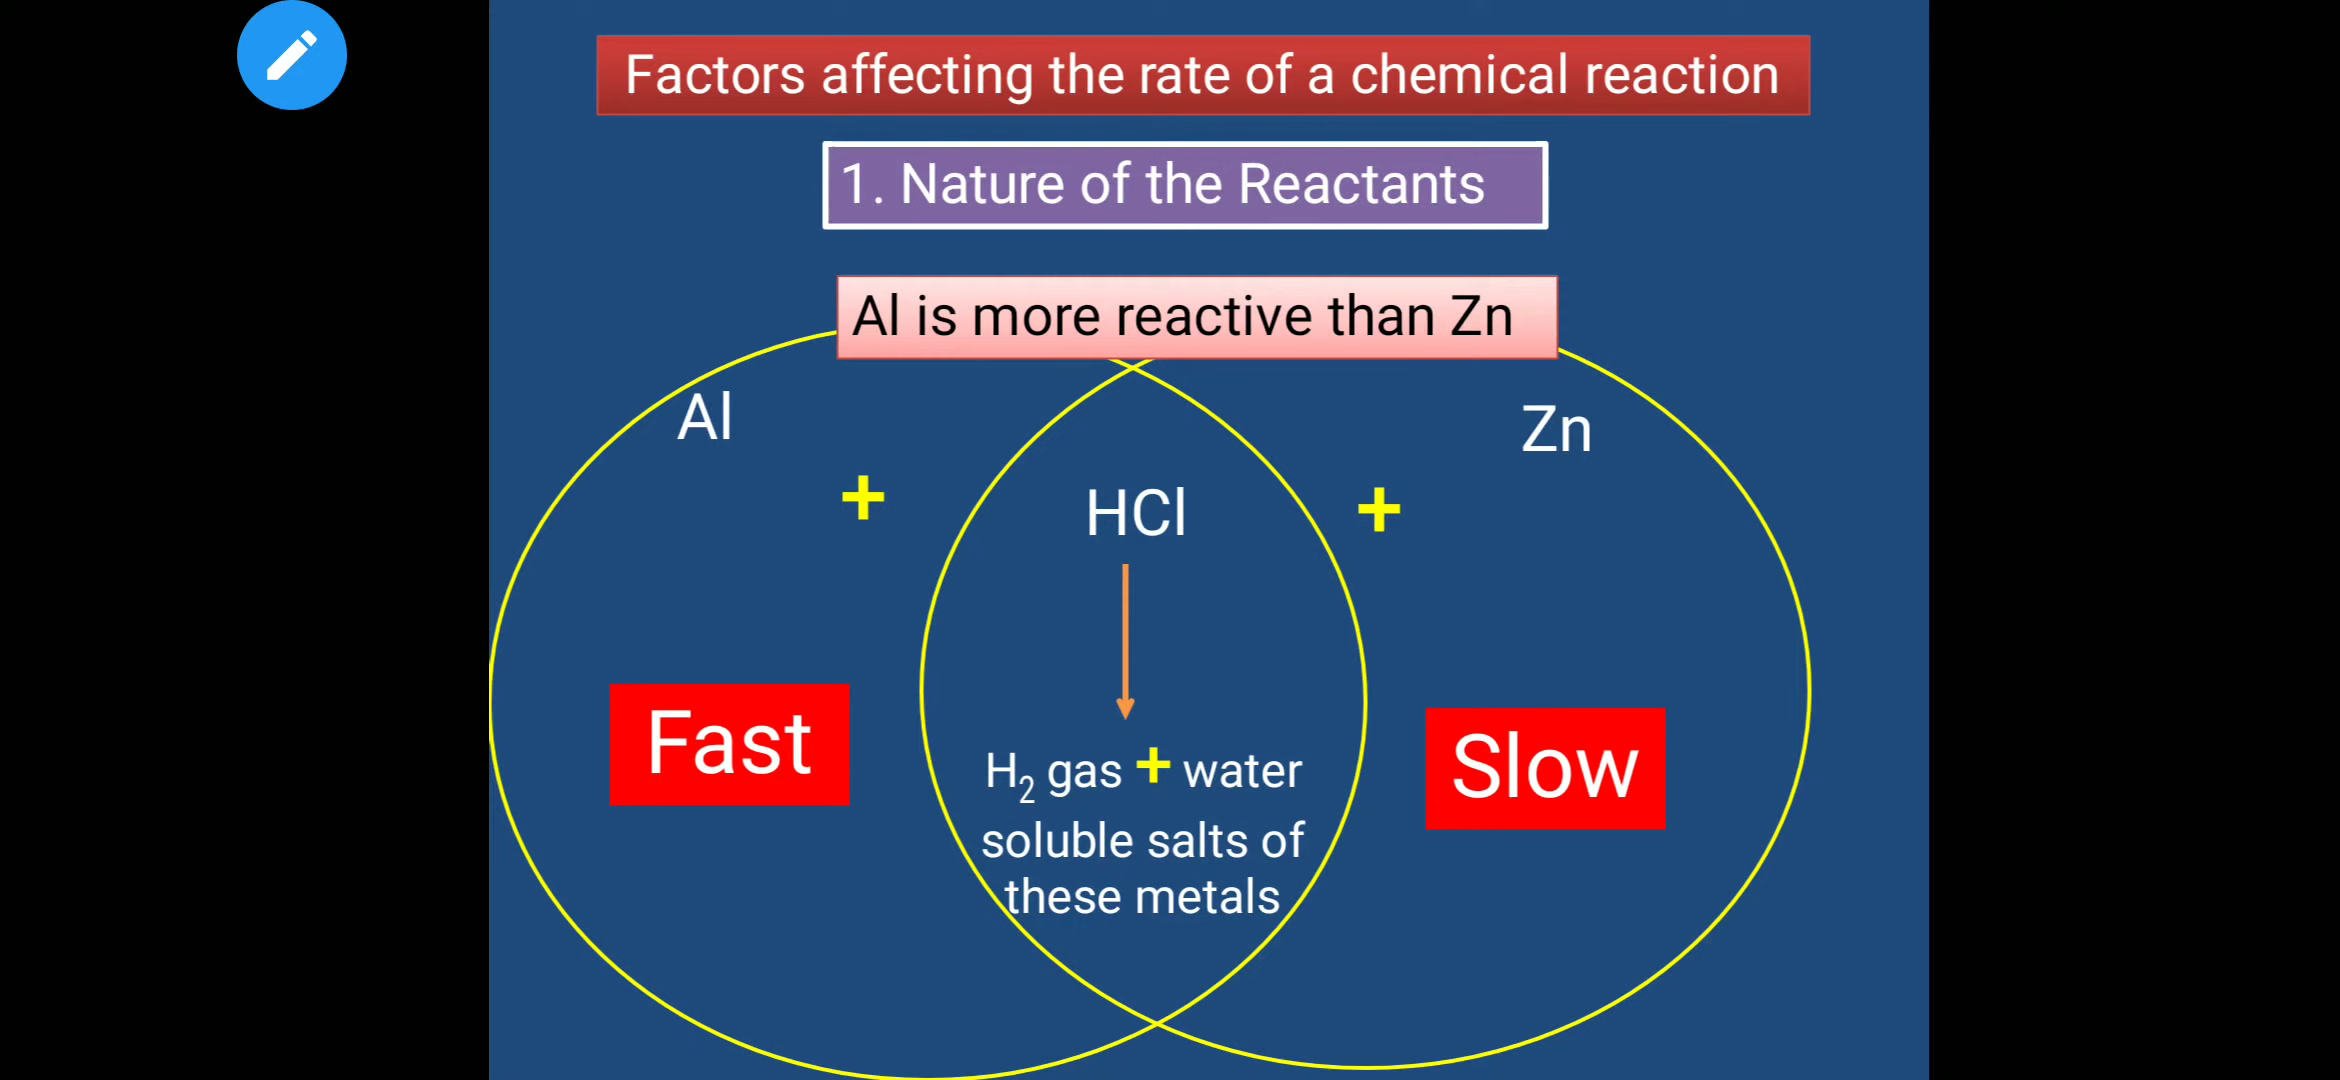 Factors affecting the rate of a chemical reaction
1. Nature of the Reactants
Al is more reactive than Zn
Al
Zn
+
HCl
+
Fast
H₂ gas + water
soluble salts of
these metals
Slow